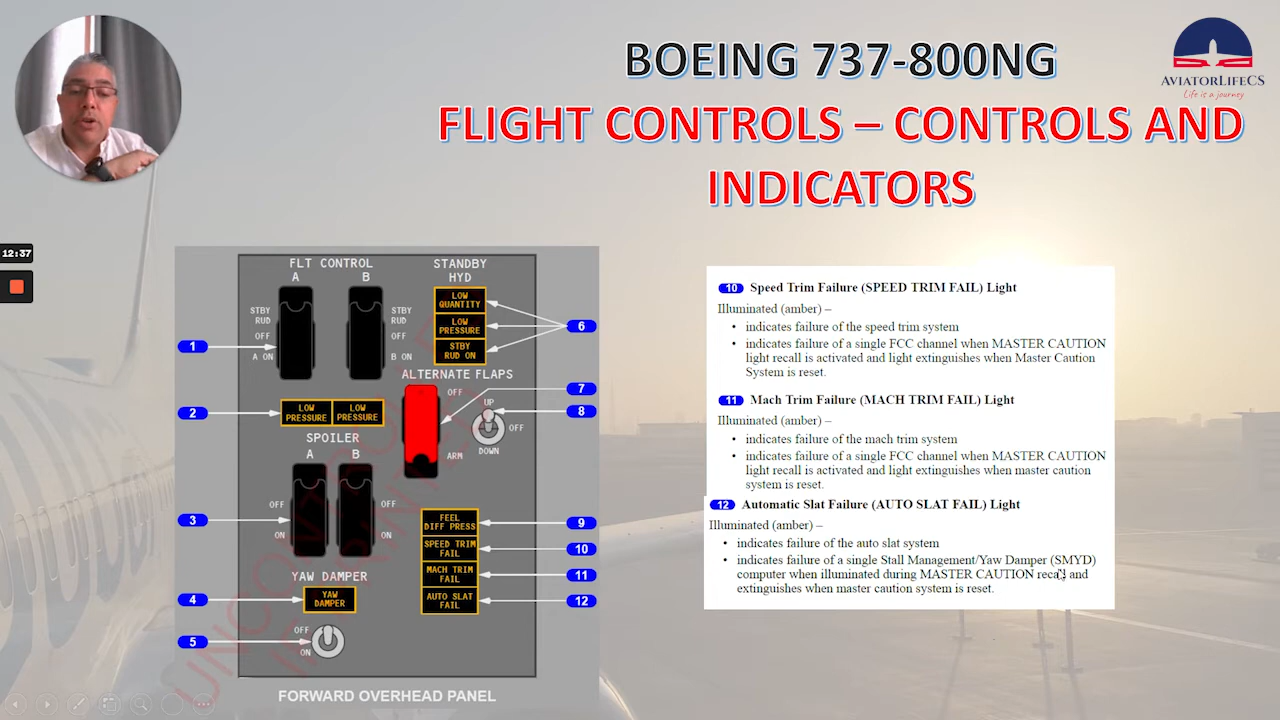 BOEING 737-800NG
FLIGHT CONTROLS – CONTROLS AND
INDICATORS
AVIATORLIFECS
Life is a journey
12:37
FLT CONTROL
A
B
STANDBY
HYD
STBY
RUD
OFF
A ON
STBY
RUD
OFF
B ON
LOW
QUANTITY
LOW
PRESSURE
STBY
RUD ON
1
6
ALTERNATE FLAPS
OFF
ARM
UP
OFF
DOWN
7
8
2
LOW
PRESSURE
LOW
PRESSURE
SPOILER
A
B
OFF
ON
OFF
ON
3
FEEL
DIFF PRESS
9
SPEED TRIM
FAIL
10
MACH TRIM
FAIL
11
AUTO SLAT
FAIL
12
YAW DAMPER
4
YAW
DAMPER
5
OFF
ON
FORWARD OVERHEAD PANEL
10 Speed Trim Failure (SPEED TRIM FAIL) Light
Illuminated (amber) –
• indicates failure of the speed trim system
• indicates failure of a single FCC channel when MASTER CAUTION
light recall is activated and light extinguishes when Master Caution
System is reset.
11 Mach Trim Failure (MACH TRIM FAIL) Light
Illuminated (amber) –
• indicates failure of the mach trim system
• indicates failure of a single FCC channel when MASTER CAUTION
light recall is activated and light extinguishes when master caution
system is reset.
12 Automatic Slat Failure (AUTO SLAT FAIL) Light
Illuminated (amber) –
• indicates failure of the auto slat system
• indicates failure of a single Stall Management/Yaw Damper (SMYD)
computer when illuminated during MASTER CAUTION recall and
extinguishes when master caution system is reset.